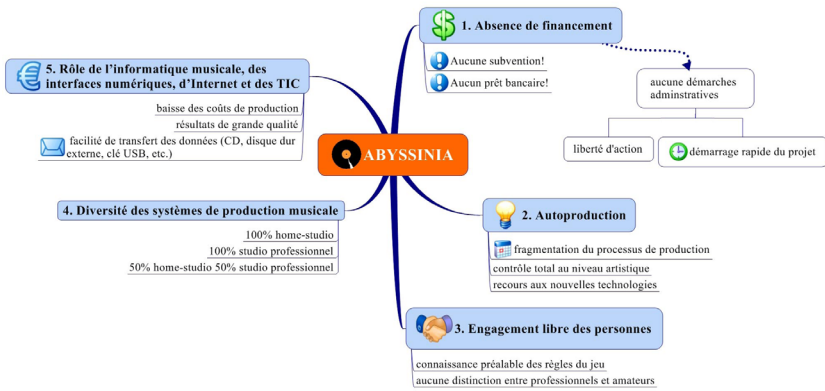 ABYSSINIA
1. Absence de financement
Aucune subvention!
Aucun prêt bancaire!
aucune démarches
adminstratives
liberté d'action
démarrage rapide du projet
2. Autoproduction
fragmentation du processus de production
contrôle total au niveau artistique
recours aux nouvelles technologies
3. Engagement libre des personnes
connaissance préalable des règles du jeu
aucune distinction entre professionnels et amateurs
4. Diversité des systèmes de production musicale
100% home-studio
100% studio professionnel
50% home-studio 50% studio professionnel
5. Rôle de l’informatique musicale, des
interfaces numériques, d’Internet et des TIC
baisse des coûts de production
résultats de grande qualité
facilité de transfert des données (CD, disque dur
externe, clé USB, etc.)